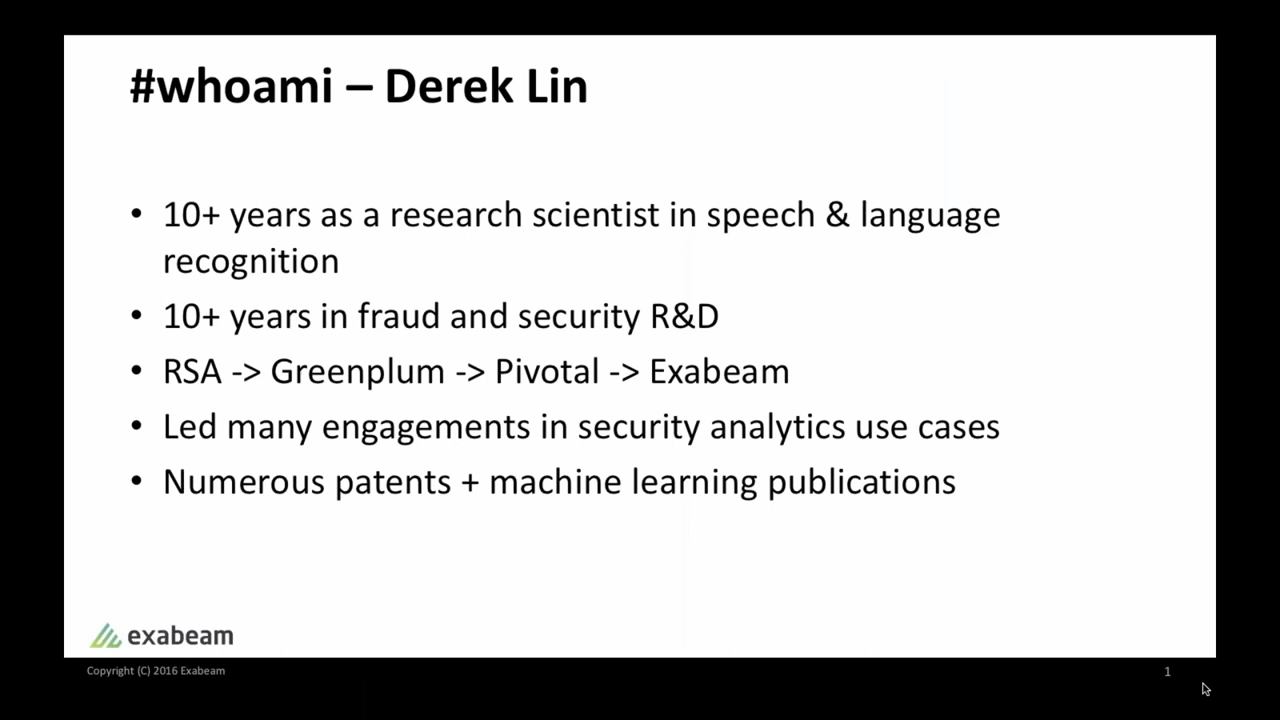 #whoami – Derek Lin
• 10+ years as a research scientist in speech & language
recognition
• 10+ years in fraud and security R&D
• RSA -> Greenplum -> Pivotal -> Exabeam
• Led many engagements in security analytics use cases
• Numerous patents + machine learning publications
exabeam
Copyright (C) 2016 Exabeam
1